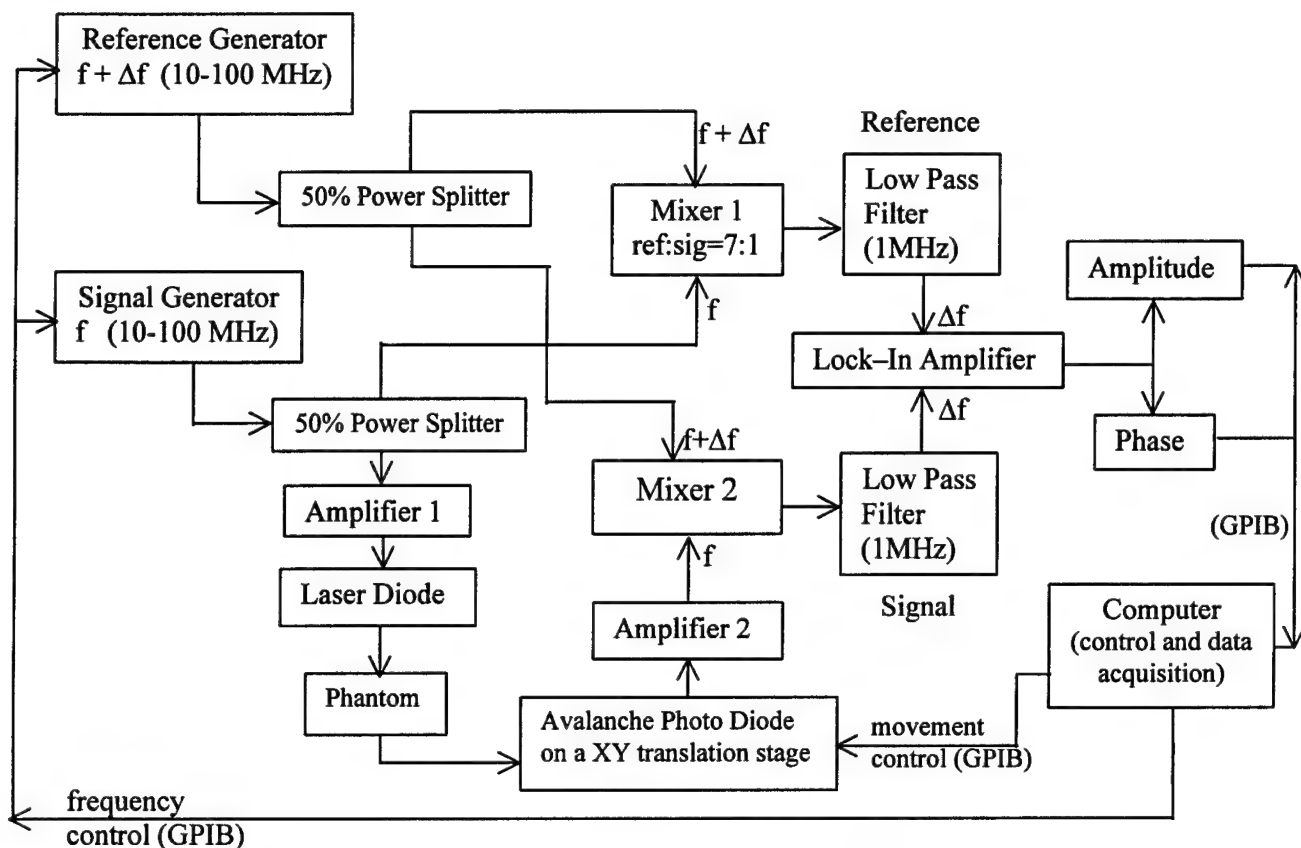 Reference Generator
f + Δf (10-100 MHz)
f + Δf
Reference
50% Power Splitter
Mixer 1
ref:sig=7:1
Low Pass
Filter
(1MHz)
Amplitude
Signal Generator
f (10-100 MHz)
f
Δf
Lock–In Amplifier
50% Power Splitter
Δf
Phase
f+Δf
Mixer 2
Low Pass
Filter
(1MHz)
(GPIB)
Amplifier 1
f
Laser Diode
Signal
Amplifier 2
Computer
(control and data
acquisition)
Phantom
Avalanche Photo Diode
on a XY translation stage
movement
control (GPIB)
frequency
control (GPIB)